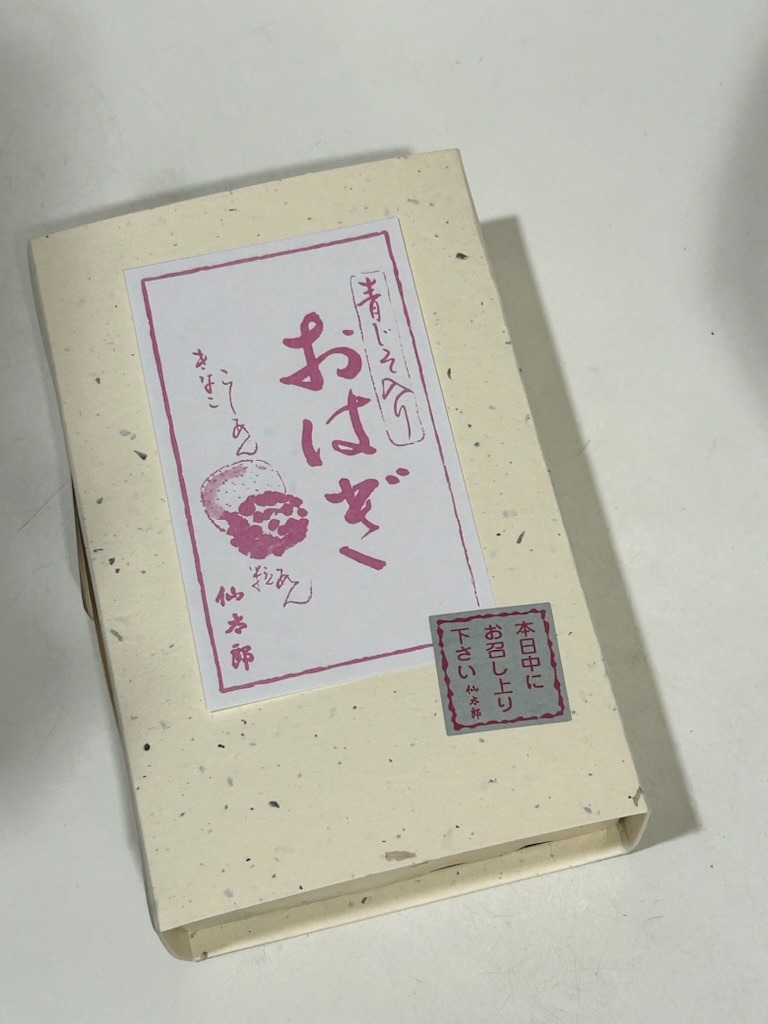 青じそ入り
おはぎ
きなこ
こしあん
粒あん
仙太郎
本日中に
お召し上り
下さい
仙太郎